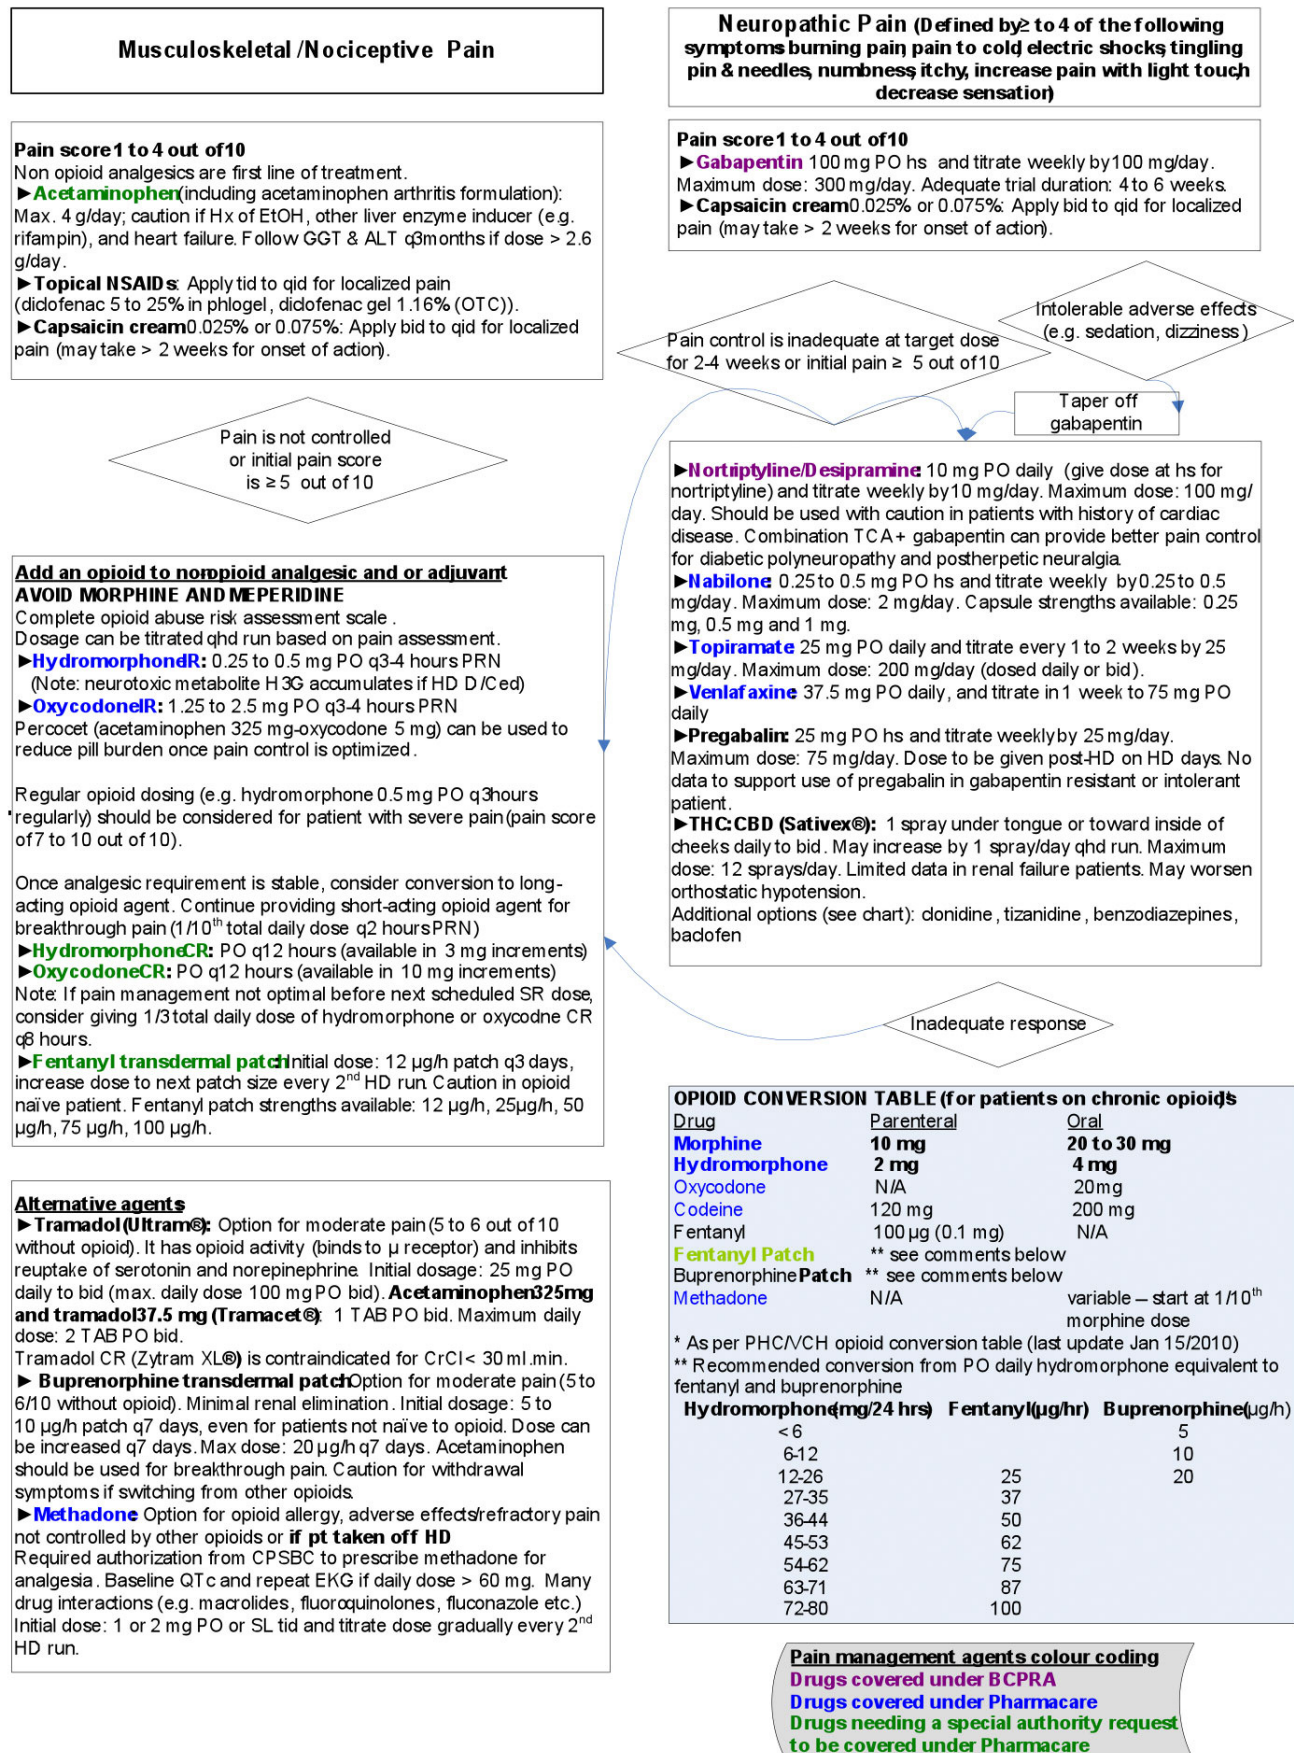 Musculoskeletal /Nociceptive Pain
Pain score 1 to 4 out of 10
Non opioid analgesics are first line of treatment.
►Acetaminophen (including acetaminophen arthritis formulation):
Max. 4 g/day; caution if Hx of EtOH, other liver enzyme inducer (e.g.
rifampin), and heart failure. Follow GGT & ALT q3months if dose > 2.6
g/day.
►Topical NSAIDs: Apply tid to qid for localized pain
(diclofenac 5 to 25% in phlogel, diclofenac gel 1.16% (OTC)).
►Capsaicin cream 0.025% or 0.075%: Apply bid to qid for localized
pain (may take > 2 weeks for onset of action).
Pain is not controlled
or initial pain score
is ≥ 5 out of 10
Add an opioid to non-opioid analgesic and or adjuvant
AVOID MORPHINE AND MEPERIDINE
Complete opioid abuse risk assessment scale .
Dosage can be titrated qhd run based on pain assessment.
►Hydromorphone IR: 0.25 to 0.5 mg PO q3-4 hours PRN
(Note: neurotoxic metabolite H3G accumulates if HD D/Ced)
►Oxycodone IR: 1.25 to 2.5 mg PO q3-4 hours PRN
Percocet (acetaminophen 325 mg-oxycodone 5 mg) can be used to
reduce pill burden once pain control is optimized .
Regular opioid dosing (e.g. hydromorphone 0.5 mg PO q3hours
regularly) should be considered for patient with severe pain (pain score
of 7 to 10 out of 10).
Once analgesic requirement is stable, consider conversion to long-
acting opioid agent. Continue providing short-acting opioid agent for
breakthrough pain (1/10th total daily dose q2 hours PRN)
►Hydromorphone CR: PO q12 hours (available in 3 mg increments)
►Oxycodone CR: PO q12 hours (available in 10 mg increments)
Note: If pain management not optimal before next scheduled SR dose,
consider giving 1/3 total daily dose of hydromorphone or oxycodne CR
q8 hours.
►Fentanyl transdermal patch: Initial dose: 12 µg/h patch q3 days,
increase dose to next patch size every 2nd HD run. Caution in opioid
naïve patient. Fentanyl patch strengths available: 12 µg/h, 25µg/h, 50
µg/h, 75 µg/h, 100 µg/h.
Alternative agents
►Tramadol (Ultram®): Option for moderate pain (5 to 6 out of 10
without opioid). It has opioid activity (binds to µ receptor) and inhibits
reuptake of serotonin and norepinephrine. Initial dosage: 25 mg PO
daily to bid (max. daily dose 100 mg PO bid). Acetaminophen 325mg
and tramadol 37.5 mg (Tramacet®): 1 TAB PO bid. Maximum daily
dose: 2 TAB PO bid.
Tramadol CR (Zytram XL®) is contraindicated for CrCl < 30 ml.min.
► Buprenorphine transdermal patch: Option for moderate pain (5 to
6/10 without opioid). Minimal renal elimination . Initial dosage: 5 to
10 µg/h patch q7 days, even for patients not naïve to opioid. Dose can
be increased q7 days. Max dose: 20 µg/h q7 days. Acetaminophen
should be used for breakthrough pain. Caution for withdrawal
symptoms if switching from other opioids.
►Methadone: Option for opioid allergy, adverse effects/refractory pain
not controlled by other opioids or if pt taken off HD
Required authorization from CPSBC to prescribe methadone for
analgesia . Baseline QTc and repeat EKG if daily dose > 60 mg. Many
drug interactions (e.g. macrolides, fluoroquinolones, fluconazole etc.)
Initial dose: 1 or 2 mg PO or SL tid and titrate dose gradually every 2nd
HD run.
Neuropathic Pain (Defined by ≥ to 4 of the following
symptoms: burning pain, pain to cold, electric shocks, tingling
pin & needles, numbness, itchy, increase pain with light touch,
decrease sensation)
Pain score 1 to 4 out of 10
►Gabapentin 100 mg PO hs and titrate weekly by 100 mg/day.
Maximum dose: 300 mg/day. Adequate trial duration: 4 to 6 weeks.
►Capsaicin cream 0.025% or 0.075%: Apply bid to qid for localized
pain (may take > 2 weeks for onset of action).
Intolerable adverse effects
(e.g. sedation, dizziness )
Pain control is inadequate at target dose
for 2-4 weeks or initial pain ≥ 5 out of 10
Taper off
gabapentin
►Nortriptyline/Desipramine: 10 mg PO daily (give dose at hs for
nortriptyline) and titrate weekly by 10 mg/day. Maximum dose: 100 mg/
day. Should be used with caution in patients with history of cardiac
disease. Combination TCA + gabapentin can provide better pain control
for diabetic polyneuropathy and postherpetic neuralgia.
►Nabilone: 0.25 to 0.5 mg PO hs and titrate weekly by 0.25 to 0.5
mg/day. Maximum dose: 2 mg/day. Capsule strengths available: 0.25
mg, 0.5 mg and 1 mg.
►Topiramate: 25 mg PO daily and titrate every 1 to 2 weeks by 25
mg/day. Maximum dose: 200 mg/day (dosed daily or bid).
►Venlafaxine: 37.5 mg PO daily, and titrate in 1 week to 75 mg PO
daily
►Pregabalin: 25 mg PO hs and titrate weekly by 25 mg/day.
Maximum dose: 75 mg/day. Dose to be given post-HD on HD days. No
data to support use of pregabalin in gabapentin resistant or intolerant
patient.
►THC:CBD (Sativex®): 1 spray under tongue or toward inside of
cheeks daily to bid . May increase by 1 spray/day qhd run. Maximum
dose: 12 sprays/day. Limited data in renal failure patients. May worsen
orthostatic hypotension.
Additional options (see chart): clonidine , tizanidine , benzodiazepines ,
baclofen
Inadequate response
OPIOID CONVERSION TABLE (for patients on chronic opioids)*
Drug Parenteral Oral
Morphine 10 mg 20 to 30 mg
Hydromorphone 2 mg 4 mg
Oxycodone N/A 20mg
Codeine 120 mg 200 mg
Fentanyl 100 µg (0.1 mg) N/A
Fentanyl Patch ** see comments below
Buprenorphine Patch ** see comments below
Methadone N/A variable – start at 1/10th
morphine dose
* As per PHC/VCH opioid conversion table (last update Jan 15/2010)
** Recommended conversion from PO daily hydromorphone equivalent to
fentanyl and buprenorphine
Hydromorphone (mg/24 hrs) Fentanyl (µg/hr) Buprenorphine (µg/h)
< 6 5
6-12 10
12-26 25 20
27-35 37
36-44 50
45-53 62
54-62 75
63-71 87
72-80 100
Pain management agents colour coding
Drugs covered under BCPRA
Drugs covered under Pharmacare
Drugs needing a special authority request
to be covered under Pharmacare